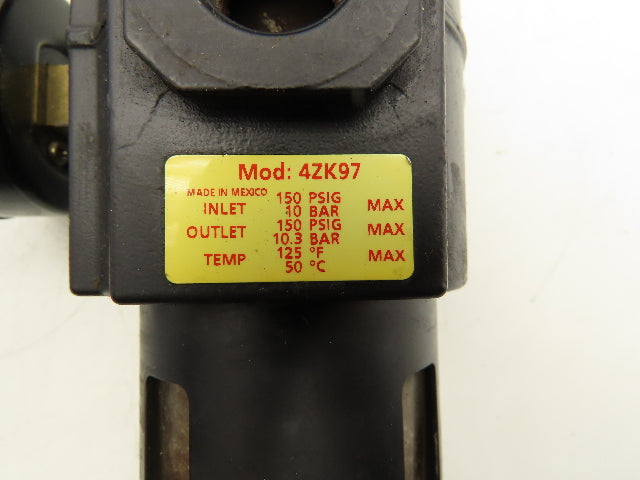 Mod: 4ZK97
MADE IN MEXICO
INLET 150 PSIG 10 BAR MAX
OUTLET 150 PSIG 10.3 BAR MAX
TEMP 125 °F 50 °C MAX